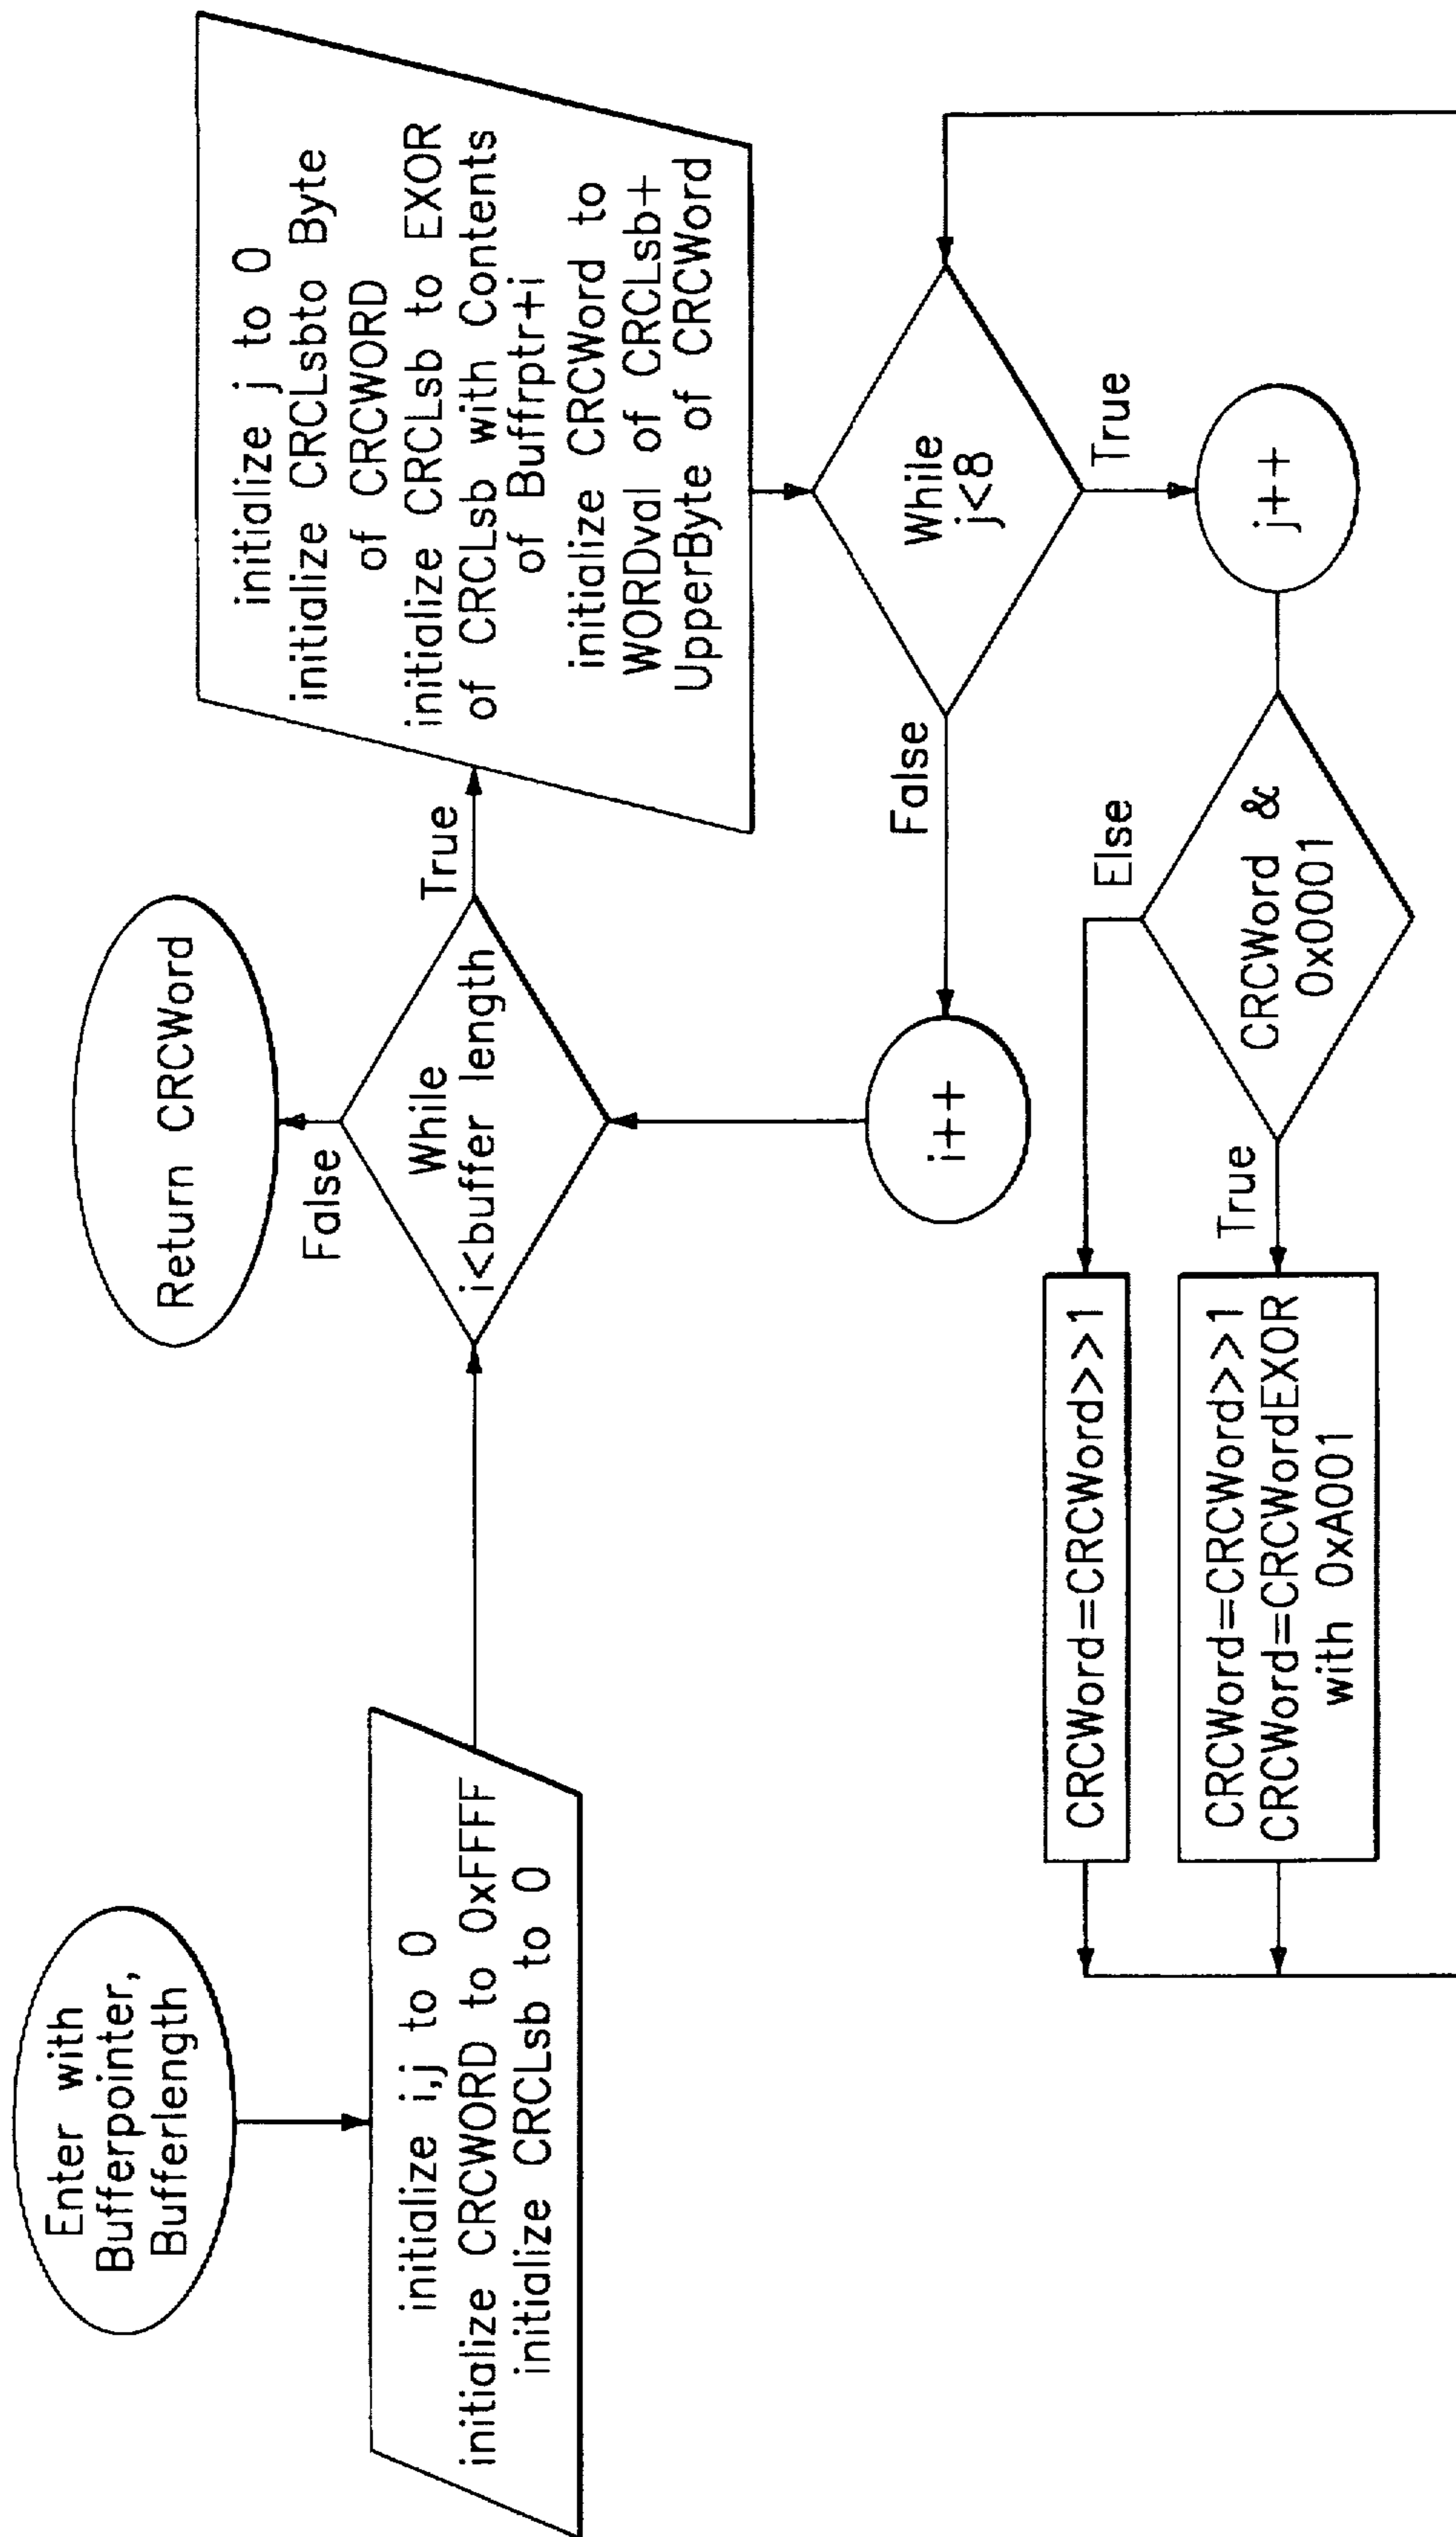 Enter with
Bufferpointer,
Bufferlength
initialize i,j to 0
initialize CRCWORD to 0xFFF
initialize CRCLsb to 0
Return CRCWord
False
While
i<buffer length
True
initialize j to 0
initialize CRCLsbto Byte
of CRCWORD
initialize CRCLsb to EXOR
of CRCLsb with Contents
of Buffrptr+i
initialize CRCWord to
WORDval of CRCLsb+
UpperByte of CRCWord
While
j<8
False
True
i++
j++
CRCWord &
0x0001
Else
True
CRCWord=CRCWord>>1
CRCWord=CRCWord>>1
CRCWord=CRCWordEXOR
with 0xA001